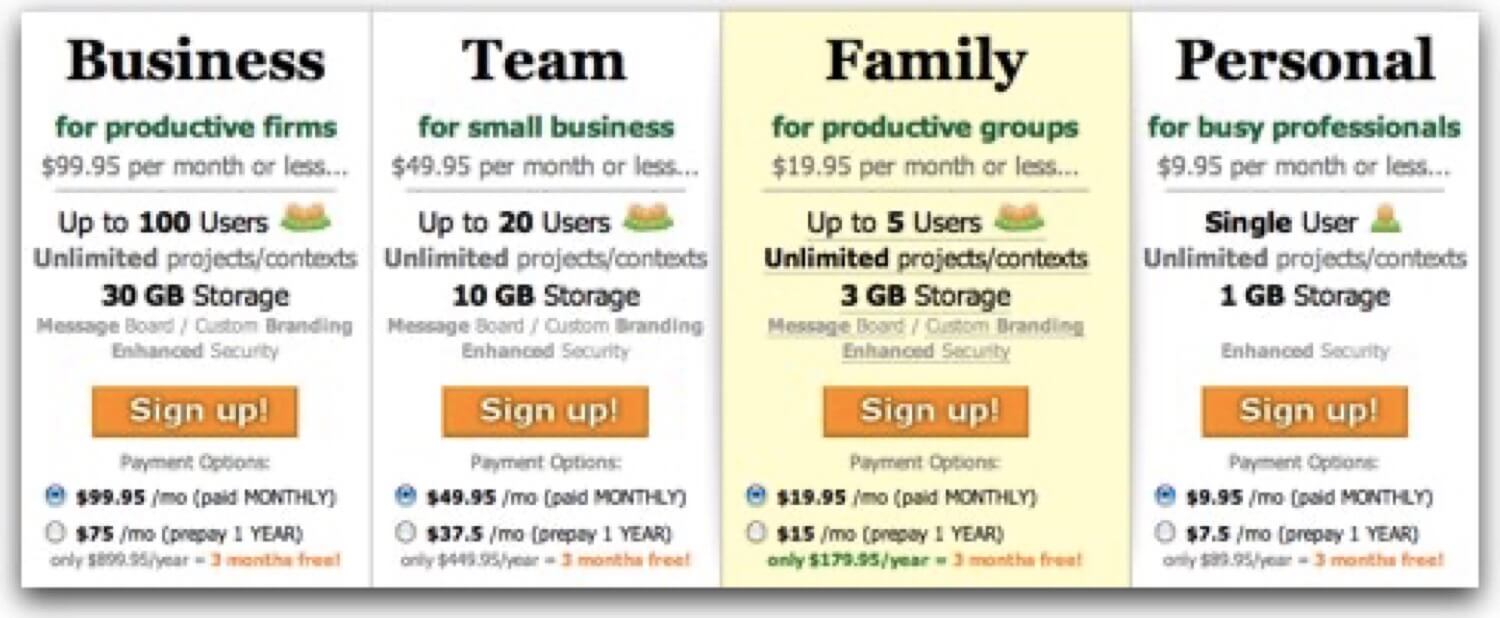 Business
for productive firms
$99.95 per month or less...
Up to 100 Users
Unlimited projects/contexts
30 GB Storage
Message Board / Custom Branding
Enhanced Security
Sign up!
Payment Options:
$99.95 /mo (paid MONTHLY)
$75 /mo (prepay 1 YEAR)
only $899.95/year = 3 months free!
Team
for small business
$49.95 per month or less...
Up to 20 Users
Unlimited projects/contexts
10 GB Storage
Message Board / Custom Branding
Enhanced Security
Sign up!
Payment Options:
$49.95 /mo (paid MONTHLY)
$37.5 /mo (prepay 1 YEAR)
only $449.95/year = 3 months free!
Family
for productive groups
$19.95 per month or less...
Up to 5 Users
Unlimited projects/contexts
3 GB Storage
Message Board / Custom Branding
Enhanced Security
Sign up!
Payment Options:
$19.95 /mo (paid MONTHLY)
$15 /mo (prepay 1 YEAR)
only $179.95/year = 3 months free!
Personal
for busy professionals
$9.95 per month or less...
Single User
Unlimited projects/contexts
1 GB Storage
Enhanced Security
Sign up!
Payment Options:
$9.95 /mo (paid MONTHLY)
$7.5 /mo (prepay 1 YEAR)
only $89.95/year = 3 months free!